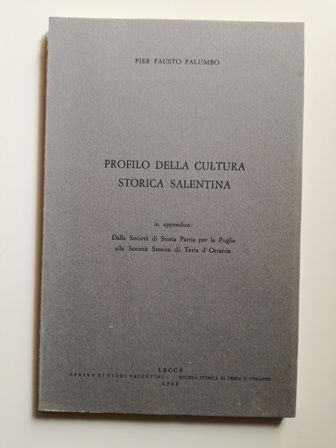 PIER FAUSTO PALUMBO
PROFILO DELLA CULTURA
STORICA SALENTINA
in appendice:
Dalla Società di Storia Patria per la Puglia
alla Società Storica di Terra d'Otranto
LECCE
CENTRO DI STUDI SALENTINI SOCIETÀ STORICA DI TERRA D'OTRANTO